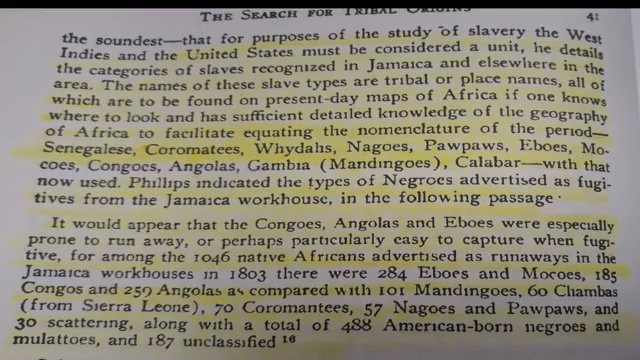 THE SEARCH FOR TRIBAL ORIGINS 41
the soundest—that for purposes of the study of slavery the West
Indies and the United States must be considered a unit, he details
the categories of slaves recognized in Jamaica and elsewhere in the
area. The names of these slave types are tribal or place names, all of
which are to be found on present-day maps of Africa if one knows
where to look and has sufficient detailed knowledge of the geography
of Africa to facilitate equating the nomenclature of the period—
Senegalese, Coromatees, Whydahs, Nagoes, Pawpaws, Eboes, Mo-
coes, Congoes, Angolas, Gambia (Mandingoes), Calabar—with that
now used. Phillips indicated the types of Negroes advertised as fugi-
tives from the Jamaica workhouse, in the following passage
It would appear that the Congoes, Angolas and Eboes were especially
prone to run away, or perhaps particularly easy to capture when fugi-
tive, for among the 1046 native Africans advertised as runaways in the
Jamaica workhouses in 1803 there were 284 Eboes and Mocoes, 185
Congos and 259 Angolas as compared with 101 Mandingoes, 60 Chambas
(from Sierra Leone), 70 Coromantees, 57 Nagoes and Pawpaws, and
30 scattering, along with a total of 488 American-born negroes and
mulattoes, and 187 unclassified 16